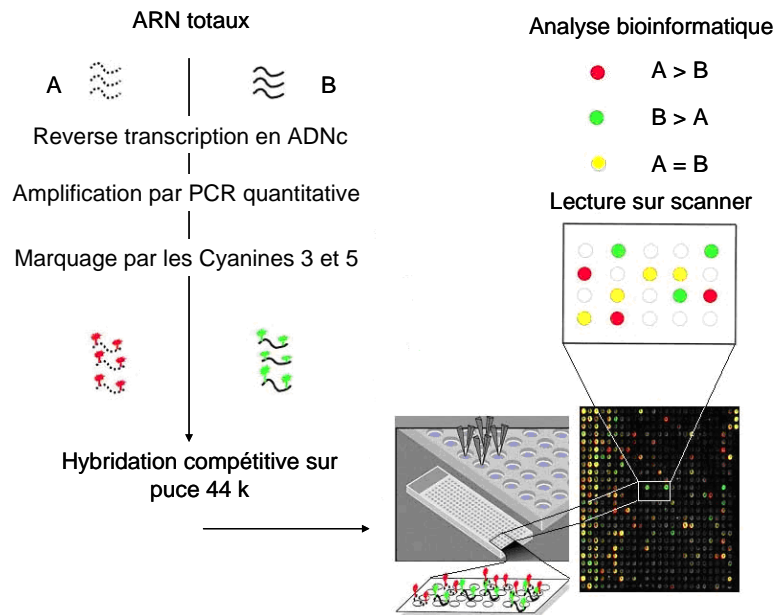 ARN totaux
A
B
Reverse transcription en ADNc
Amplification par PCR quantitative
Marquage par les Cyanines 3 et 5
Hybridation compétitive sur
puce 44 k
Analyse bioinformatique
A > B
B > A
A = B
Lecture sur scanner